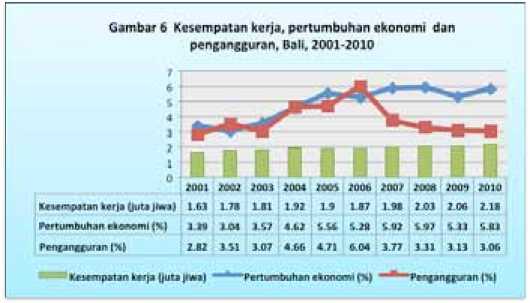 Gambar 6 Kesempatan kerja, pertumbuhan ekonomi dan
pengangguran, Bali, 2001-2010
7
6
5
4
3
2
1
0
2001 2002 2003 2004 2005 2006 2007 2008 2009 2010
Kesempatan kerja (juta jiwa) 1.63 1.78 1.81 1.92 1.9 1.87 1.98 2.03 2.06 2.18
Pertumbuhan ekonomi (%) 3.39 3.04 3.57 4.62 5.56 5.28 5.92 5.97 5.33 5.83
Pengangguran (%) 2.82 3.51 3.07 4.66 4.71 6.04 3.77 3.31 3.13 3.06
Kesempatan kerja (juta jiwa) Pertumbuhan ekonomi (%) Pengangguran (%)